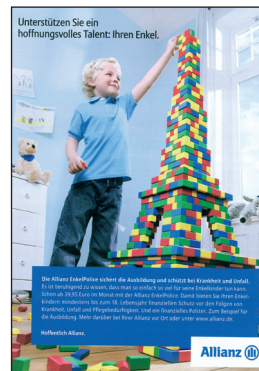 Unterstützen Sie ein
hoffnungsvolles Talent: Ihren Enkel.
Die Allianz EnkelPolice sichert die Ausbildung und schützt bei Krankheit und Unfall.
Es ist beruhigend zu wissen, dass man so einfach so viel für seine Enkelkinder tun kann.
Schon ab 39,95 Euro im Monat mit der Allianz EnkelPolice. Damit bieten Sie Ihren Enkel-
kindern mindestens bis zum 18. Lebensjahr finanziellen Schutz vor den Folgen von
Krankheit, Unfall und Pflegebedürftigkeit. Und ein finanzielles Polster. Zum Beispiel für
die Ausbildung. Mehr darüber bei Ihrer Allianz vor Ort oder unter www.allianz.de.
Hoffentlich Allianz.
Allianz